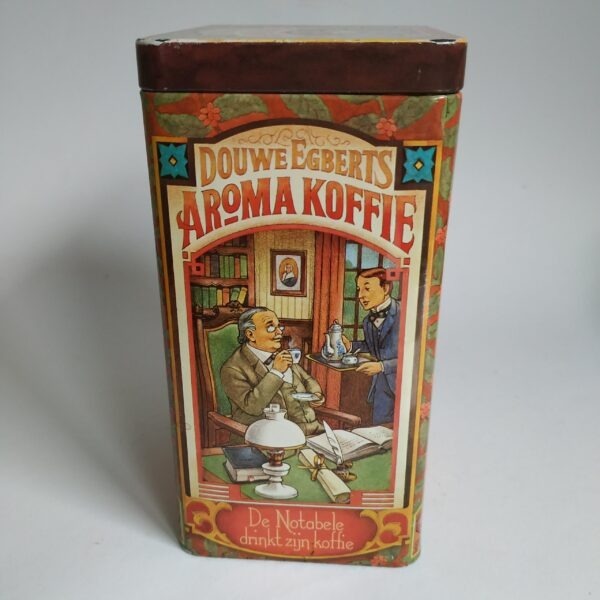 DOUWE EGBERTS
AROMA KOFFIE
De Notabele
drinkt zijn koffie